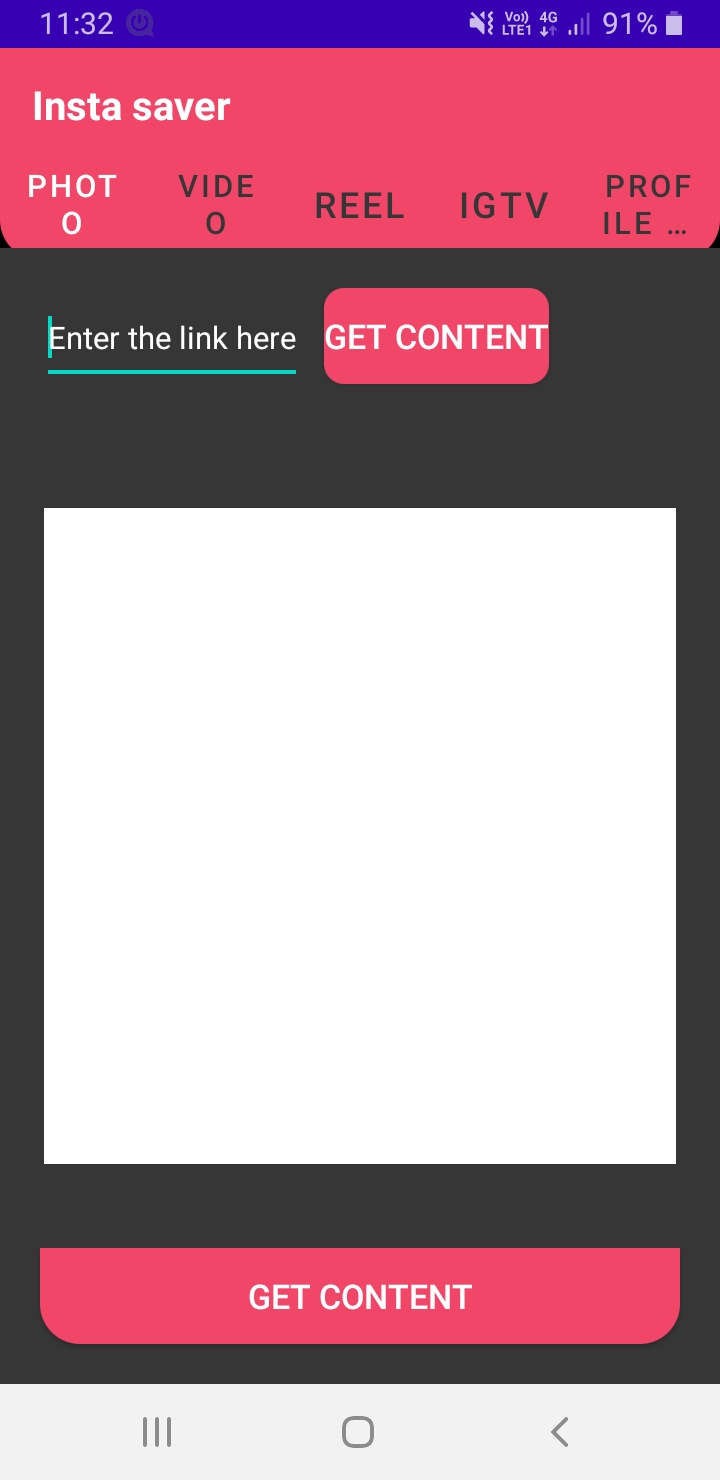 11:32
Vo)) LTE1 4G 91%
Insta saver
PHOT
O
VIDE
O
REEL
IGTV
PROF
ILE ...
Enter the link here
GET CONTENT
GET CONTENT